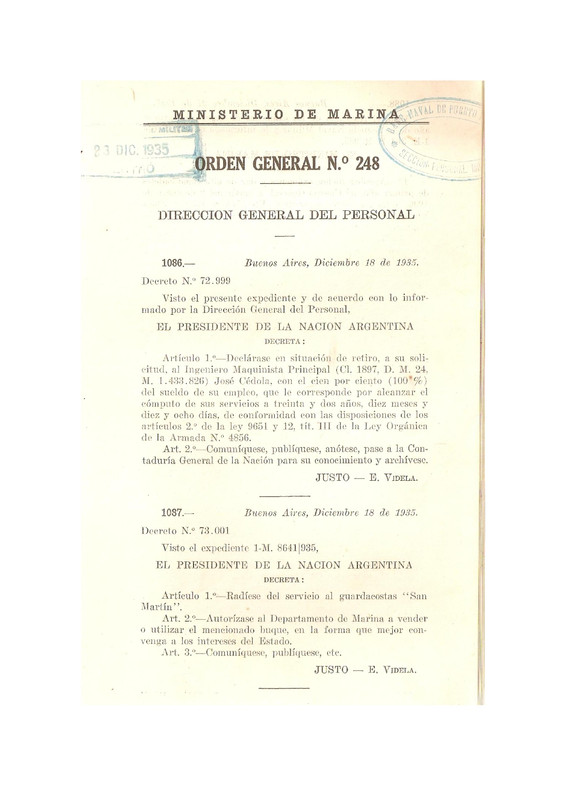 MINISTERIO DE MARINA
BASE NAVAL DE PUERTO
23 DIC. 1935
ORDEN GENERAL N.º 248
DIRECCION GENERAL DEL PERSONAL
1086.— Buenos Aires, Diciembre 18 de 1935.
Decreto N.º 72.999
Visto el presente expediente y de acuerdo con lo infor-
mado por la Dirección General del Personal,
EL PRESIDENTE DE LA NACION ARGENTINA
DECRETA:
Artículo 1.º—Declárase en situación de retiro, a su soli-
citud, al Ingeniero Maquinista Principal (Cl. 1897, D. M. 24,
M. 1.433.826) José Cédola, con el cien por ciento (100 %)
del sueldo de su empleo, que le corresponde por alcanzar el
cómputo de sus servicios a treinta y dos años, diez meses y
diez y ocho días, de conformidad con las disposiciones de los
artículos 2.º de la ley 9651 y 12, tít. III de la Ley Orgánica
de la Armada N.º 4856.
Art. 2.º—Comuníquese, publíquese, anótese, pase a la Con-
taduría General de la Nación para su conocimiento y archívese.
JUSTO — E. VIDELA.
1087.— Buenos Aires, Diciembre 18 de 1935.
Decreto N.º 73.001
Visto el expediente 1-M. 8641|935,
EL PRESIDENTE DE LA NACION ARGENTINA
DECRETA:
Artículo 1.º—Radíese del servicio al guardacostas "San
Martín".
Art. 2.º—Autorízase al Departamento de Marina a vender
o utilizar el mencionado buque, en la forma que mejor con-
venga a los intereses del Estado.
Art. 3.º—Comuníquese, publíquese, etc.
JUSTO — E. VIDELA.